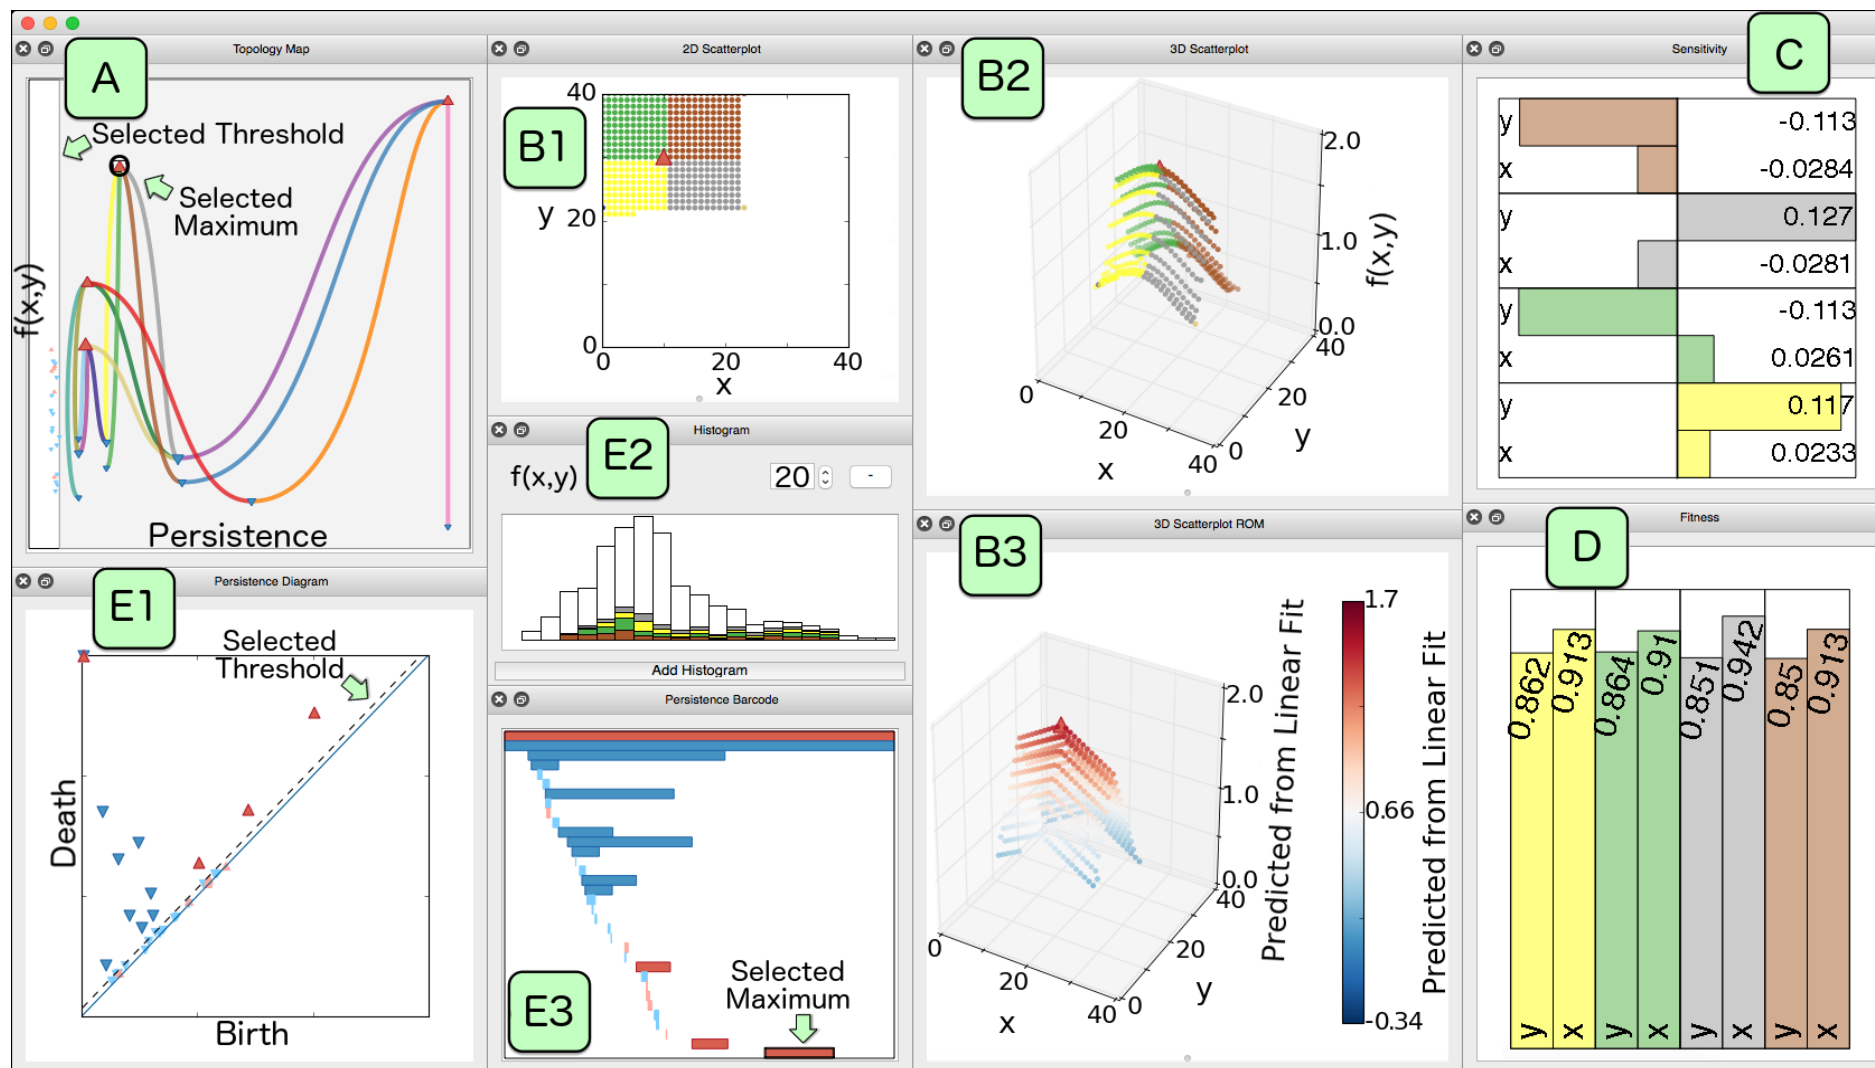 Topology Map
A
Selected Threshold
Selected
Maximum
f(x,y)
Persistence
2D Scatterplot
B1
40
20
0
y
0
20
40
x
3D Scatterplot
B2
2.0
1.0
0.0
f(x,y)
40
20
0
y
0
20
40
x
Sensitivity
C
y -0.113
x -0.0284
y 0.127
x -0.0281
y -0.113
x 0.0261
y 0.117
x 0.0233
Histogram
E2
f(x,y) 20 -
Add Histogram
Persistence Diagram
E1
Selected
Threshold
Death
Birth
Persistence Barcode
E3
Selected
Maximum
3D Scatterplot ROM
B3
2.0
1.0
0.0
Predicted from Linear Fit
40
20
0
y
0
20
40
x
1.7
0.66
-0.34
Predicted from Linear Fit
Fitness
D
0.862
0.913
0.864
0.91
0.851
0.942
0.85
0.913
y x y x y x y x